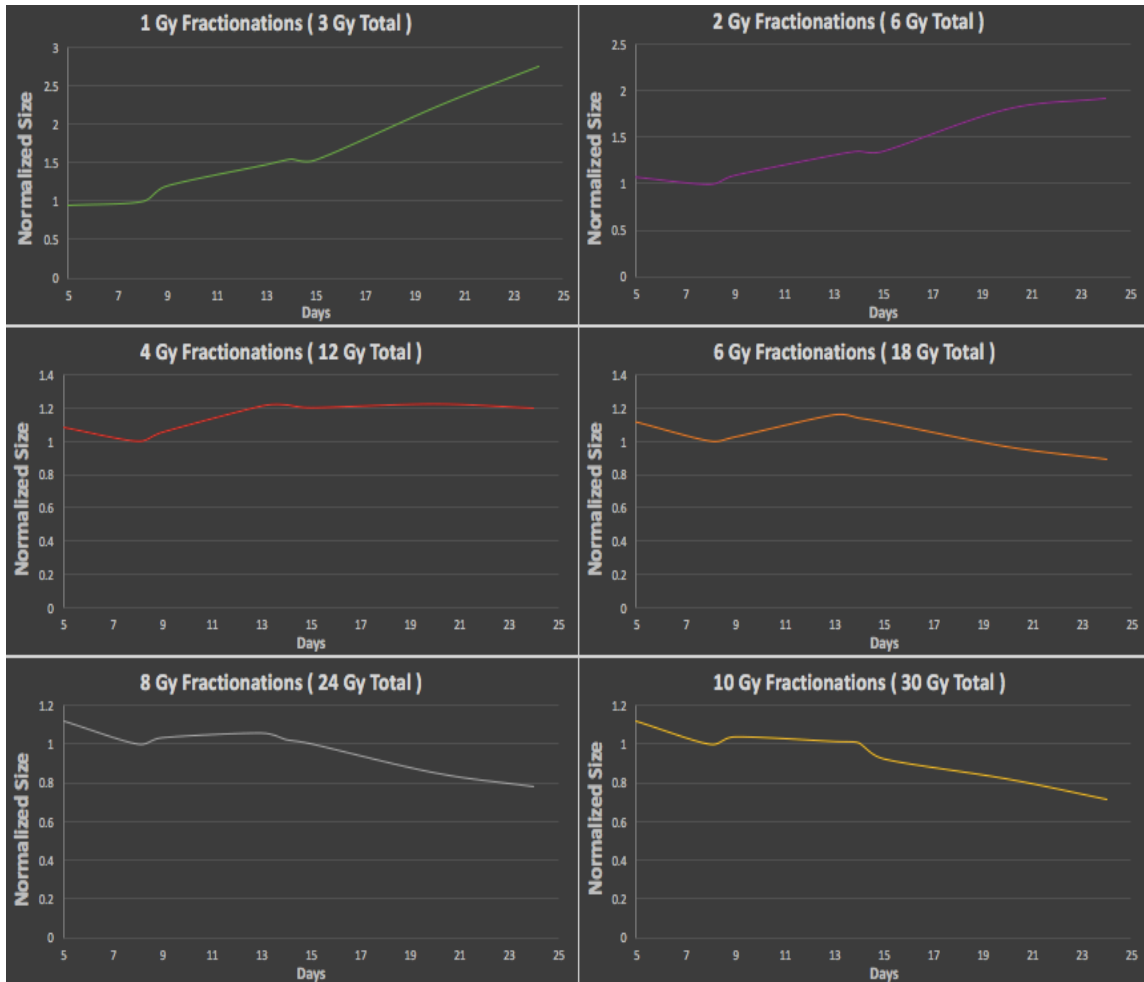 1 Gy Fractionations ( 3 Gy Total )
Normalized Size
3
2.5
2
1.5
1
0.5
0
5 7 9 11 13 15 17 19 21 23 25
Days
2 Gy Fractionations ( 6 Gy Total )
Normalized Size
2.5
2
1.5
1
0.5
0
5 7 9 11 13 15 17 19 21 23 25
Days
4 Gy Fractionations ( 12 Gy Total )
Normalized Size
1.4
1.2
1
0.8
0.6
0.4
0.2
0
5 7 9 11 13 15 17 19 21 23 25
Days
6 Gy Fractionations ( 18 Gy Total )
Normalized Size
1.4
1.2
1
0.8
0.6
0.4
0.2
0
5 7 9 11 13 15 17 19 21 23 25
Days
8 Gy Fractionations ( 24 Gy Total )
Normalized Size
1.2
1
0.8
0.6
0.4
0.2
0
5 7 9 11 13 15 17 19 21 23 25
Days
10 Gy Fractionations ( 30 Gy Total )
Normalized Size
1.2
1
0.8
0.6
0.4
0.2
0
5 7 9 11 13 15 17 19 21 23 25
Days